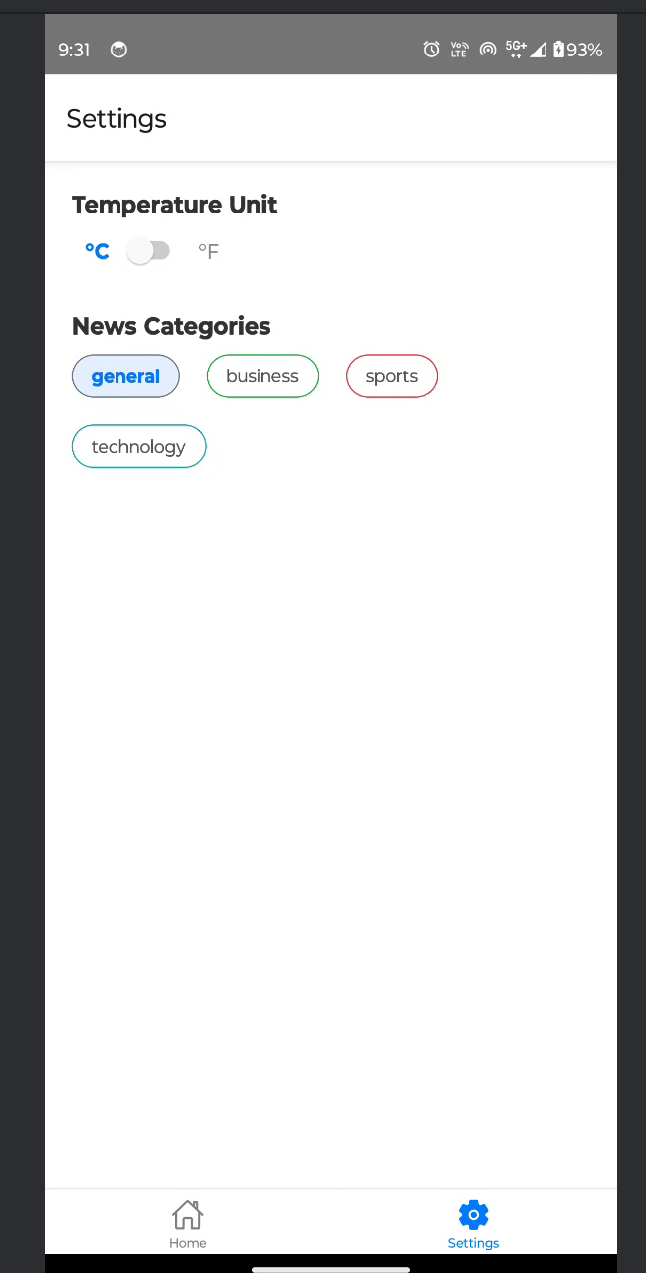 9:31 Vo LTE 5G+ 93%
Settings
Temperature Unit
°C °F
News Categories
general business sports
technology
Home Settings